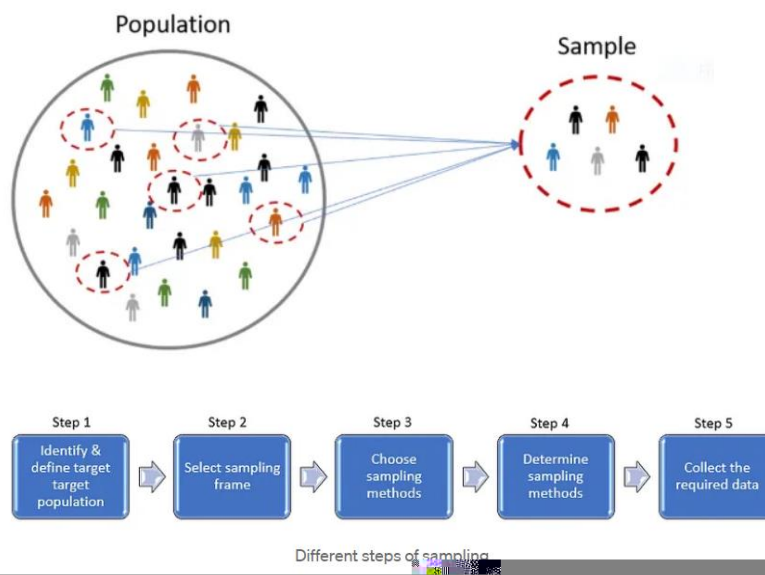 Population
Sample
Step 1
Identify &
define target
target
population
Step 2
Select sampling
frame
Step 3
Choose
sampling
methods
Step 4
Determine
sampling
methods
Step 5
Collect the
required data
Different steps of sampling